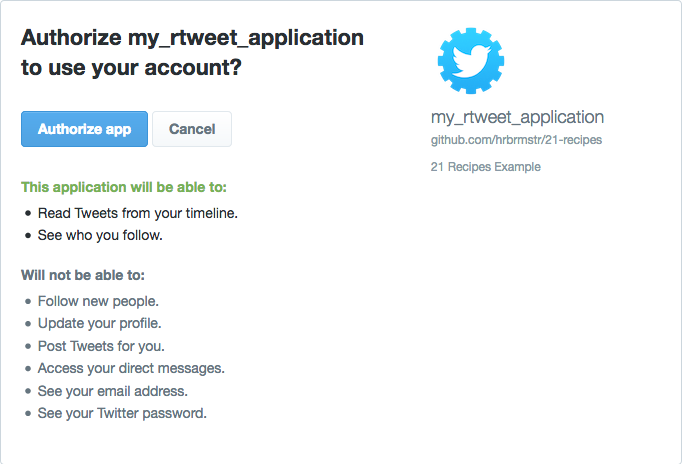 Authorize my_rtweet_application
to use your account?
Authorize app
Cancel
This application will be able to:
• Read Tweets from your timeline.
• See who you follow.
Will not be able to:
• Follow new people.
• Update your profile.
• Post Tweets for you.
• Access your direct messages.
• See your email address.
• See your Twitter password.
my_rtweet_application
github.com/hrbrmstr/21-recipes
21 Recipes Example